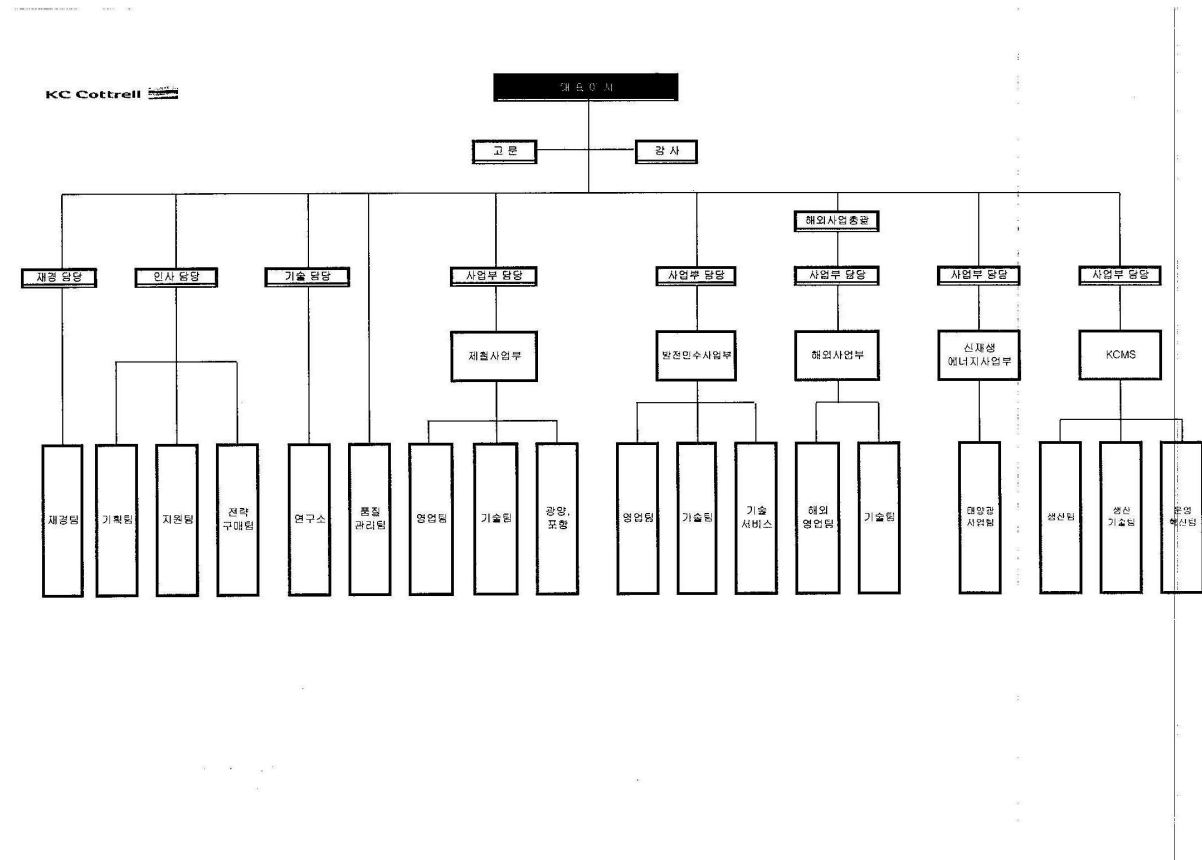 KC Cottrell
대표이사
고 문
감 사
해외사업총괄
재경 담당
인사 담당
기술 담당
사업부 담당
사업부 담당
사업부 담당
사업부 담당
사업부 담당
제철사업부
발전민수사업부
해외사업부
신재생
에너지사업부
KCMS
재경팀
기획팀
지원팀
전략
구매팀
연구소
품질
관리팀
영업팀
기술팀
광양,
포항
영업팀
기술팀
기술
서비스
해외
영업팀
기술팀
태양광
사업팀
생산팀
생산
기술팀
운영
혁신팀